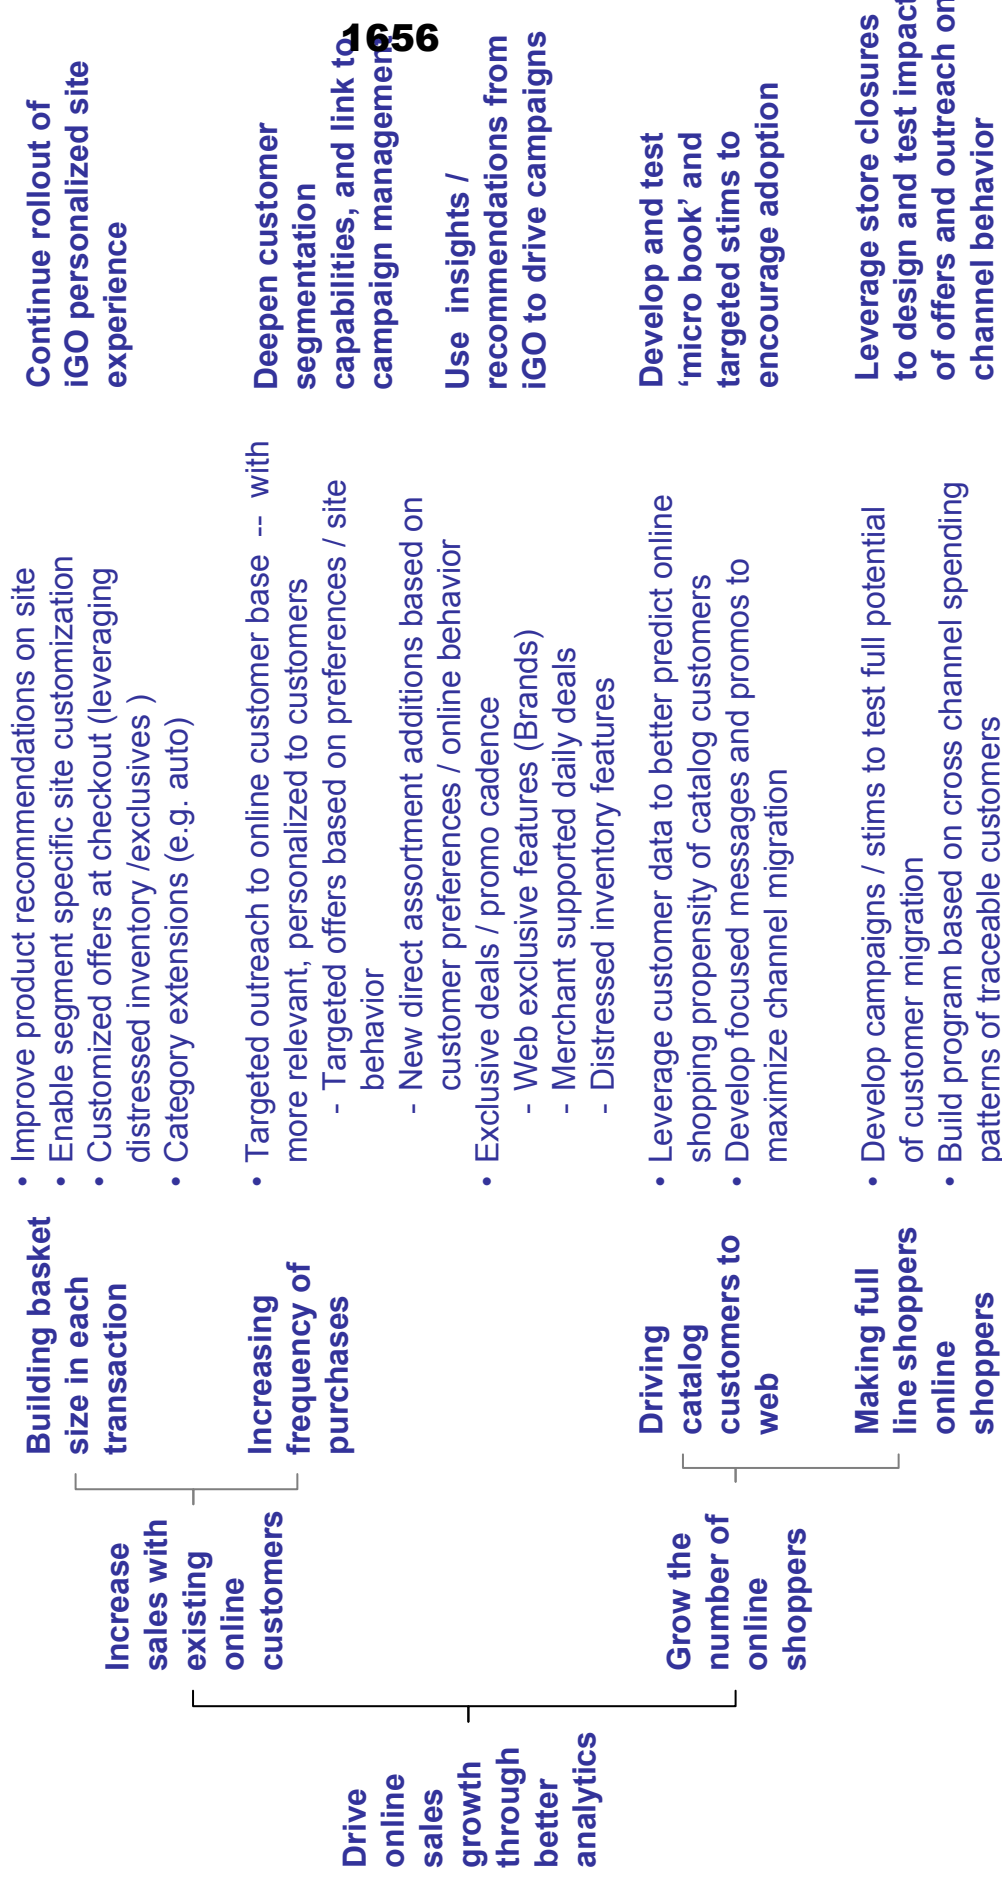 1656
Drive
online
sales
growth
through
better
analytics
Increase
sales with
existing
online
customers
Grow the
number of
online
shoppers
Building basket
size in each
transaction
Increasing
frequency of
purchases
Driving
catalog
customers to
web
Making full
line shoppers
online
shoppers
• Improve product recommendations on site
• Enable segment specific site customization
• Customized offers at checkout (leveraging
distressed inventory /exclusives )
• Category extensions (e.g. auto)
• Targeted outreach to online customer base -- with
more relevant, personalized to customers
- Targeted offers based on preferences / site
behavior
- New direct assortment additions based on
customer preferences / online behavior
• Exclusive deals / promo cadence
- Web exclusive features (Brands)
- Merchant supported daily deals
- Distressed inventory features
• Leverage customer data to better predict online
shopping propensity of catalog customers
• Develop focused messages and promos to
maximize channel migration
• Develop campaigns / stims to test full potential
of customer migration
• Build program based on cross channel spending
patterns of traceable customers
Continue rollout of
iGO personalized site
experience
Deepen customer
segmentation
capabilities, and link to
campaign management
Use insights /
recommendations from
iGO to drive campaigns
Develop and test
‘micro book’ and
targeted stims to
encourage adoption
Leverage store closures
to design and test impact
of offers and outreach on
channel behavior